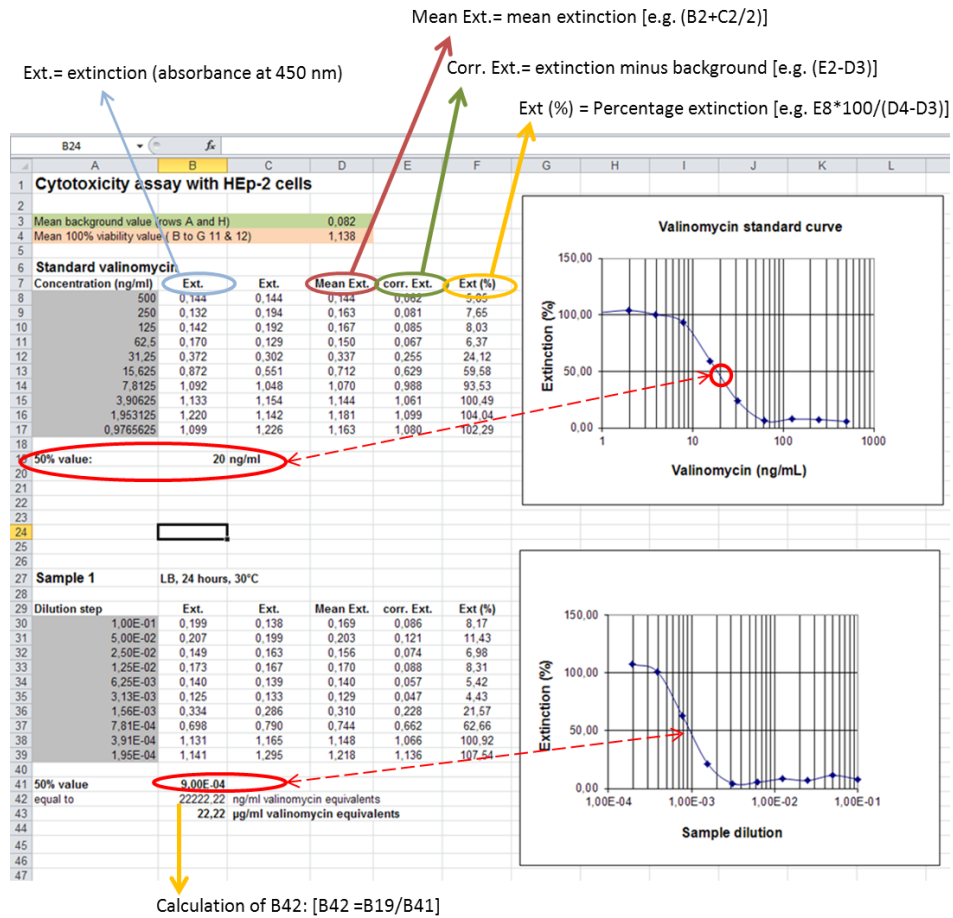 Mean Ext.= mean extinction [e.g. (B2+C2/2)]
Ext.= extinction (absorbance at 450 nm)
Corr. Ext.= extinction minus background [e.g. (E2-D3)]
Ext (%) = Percentage extinction [e.g. E8*100/(D4-D3)]
B24 fx
A B C D E F G H I J K L
1 Cytotoxicity assay with HEp-2 cells
2
3 Mean background value (rows A and H) 0,082
4 Mean 100% viability value ( B to G 11 & 12) 1,138
5
6 Standard valinomycin
7 Concentration (ng/ml) Ext. Ext. Mean Ext. corr. Ext. Ext (%)
8 500 0,144 0,144 0,144 0,062 5,85
9 250 0,132 0,194 0,163 0,081 7,65
10 125 0,142 0,192 0,167 0,085 8,03
11 62,5 0,170 0,129 0,150 0,067 6,37
12 31,25 0,372 0,302 0,337 0,255 24,12
13 15,625 0,872 0,551 0,712 0,629 59,58
14 7,8125 1,092 1,048 1,070 0,988 93,53
15 3,90625 1,133 1,154 1,144 1,061 100,49
16 1,953125 1,220 1,142 1,181 1,099 104,04
17 0,9765625 1,099 1,226 1,163 1,080 102,29
18
19 50% value: 20 ng/ml
20
21
22
23
24
25
26
27 Sample 1 LB, 24 hours, 30°C
28
29 Dilution step Ext. Ext. Mean Ext. corr. Ext. Ext (%)
30 1,00E-01 0,199 0,138 0,169 0,086 8,17
31 5,00E-02 0,207 0,199 0,203 0,121 11,43
32 2,50E-02 0,149 0,163 0,156 0,074 6,98
33 1,25E-02 0,173 0,167 0,170 0,088 8,31
34 6,25E-03 0,140 0,139 0,140 0,057 5,42
35 3,13E-03 0,125 0,133 0,129 0,047 4,43
36 1,56E-03 0,334 0,286 0,310 0,228 21,57
37 7,81E-04 0,698 0,790 0,744 0,662 62,66
38 3,91E-04 1,131 1,165 1,148 1,066 100,92
39 1,95E-04 1,141 1,295 1,218 1,136 107,54
40
41 50% value 9,00E-04
42 equal to 22222,22 ng/ml valinomycin equivalents
43 22,22 µg/ml valinomycin equivalents
44
45
46
47
Valinomycin standard curve
Extinction (%)
150,00
100,00
50,00
0,00
1 10 100 1000
Valinomycin (ng/mL)
Extinction (%)
150,00
100,00
50,00
0,00
1,00E-04 1,00E-03 1,00E-02 1,00E-01
Sample dilution
Calculation of B42: [B42 =B19/B41]